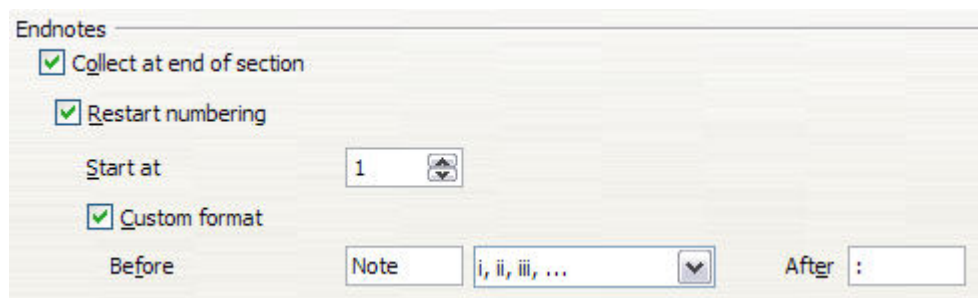 Endnotes
Collect at end of section
Restart numbering
Start at 1
Custom format
Before Note i, ii, iii, ... After :